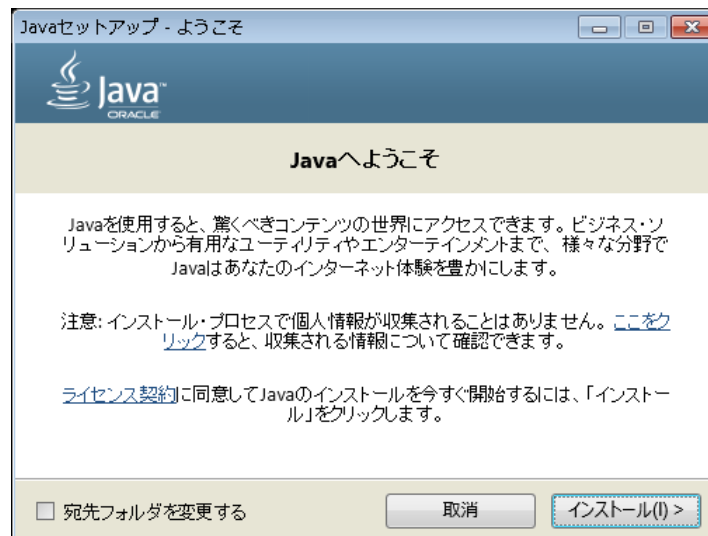 Javaセットアップ - ようこそ
Java™
ORACLE
Javaへようこそ
Javaを使用すると、驚くべきコンテンツの世界にアクセスできます。ビジネス・ソ
リューションから有用なユーティリティやエンターテインメントまで、様々な分野で
Javaはあなたのインターネット体験を豊かにします。
注意: インストール・プロセスで個人情報が収集されることはありません。ここをク
リックすると、収集される情報について確認できます。
ライセンス契約に同意してJavaのインストールを今すぐ開始するには、「インストー
ル」をクリックします。
宛先フォルダを変更する
取消
インストール(I) >